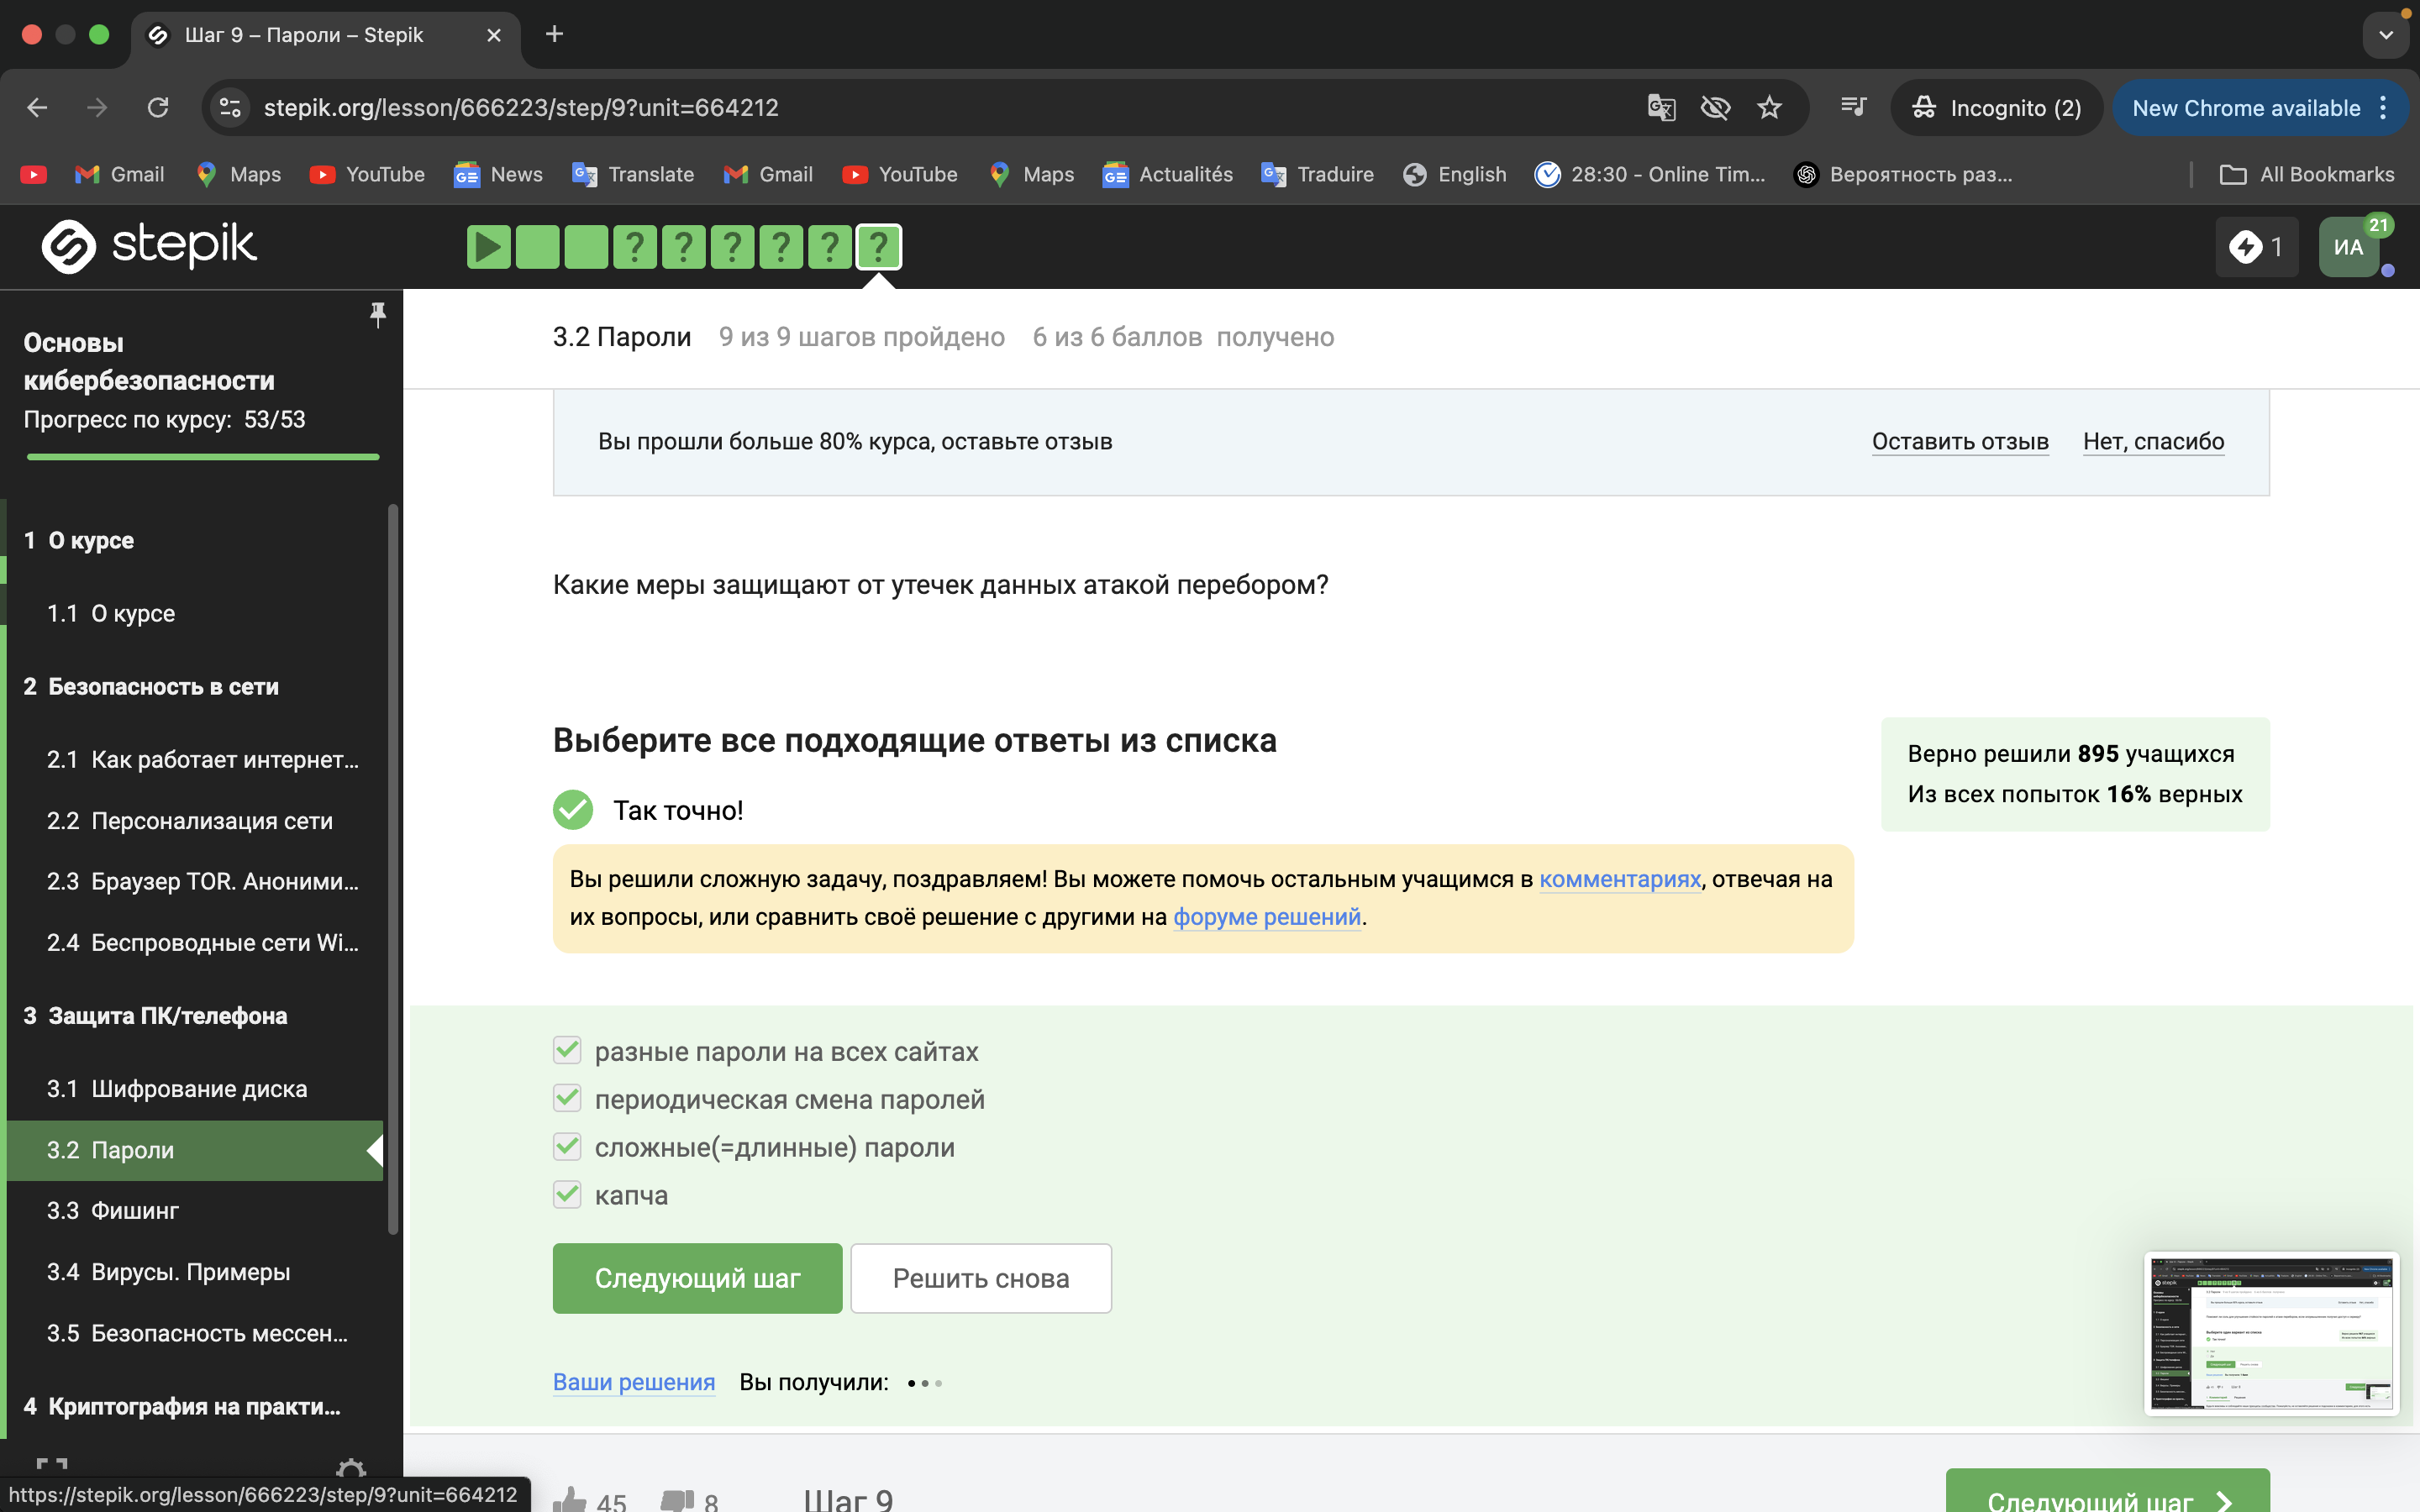 Шаг 9 – Пароли – Stepik
stepik.org/lesson/666223/step/9?unit=664212
Incognito (2)
New Chrome available
Gmail
Maps
YouTube
News
Translate
Gmail
YouTube
Maps
Actualités
Traduire
English
28:30 - Online Tim...
Вероятность раз...
All Bookmarks
stepik
? ? ? ? ? ?
1
ИА
21
Основы
кибербезопасности
Прогресс по курсу: 53/53
1 О курсе
1.1 О курсе
2 Безопасность в сети
2.1 Как работает интернет...
2.2 Персонализация сети
2.3 Браузер TOR. Аноними...
2.4 Беспроводные сети Wi...
3 Защита ПК/телефона
3.1 Шифрование диска
3.2 Пароли
3.3 Фишинг
3.4 Вирусы. Примеры
3.5 Безопасность мессен...
4 Криптография на практи...
https://stepik.org/lesson/666223/step/9?unit=664212
3.2 Пароли 9 из 9 шагов пройдено 6 из 6 баллов получено
Вы прошли больше 80% курса, оставьте отзыв
Оставить отзыв
Нет, спасибо
Какие меры защищают от утечек данных атакой перебором?
Выберите все подходящие ответы из списка
Верно решили 895 учащихся
Из всех попыток 16% верных
Так точно!
Вы решили сложную задачу, поздравляем! Вы можете помочь остальным учащимся в комментариях, отвечая на
их вопросы, или сравнить своё решение с другими на форуме решений.
разные пароли на всех сайтах
периодическая смена паролей
сложные(=длинные) пароли
капча
Следующий шаг
Решить снова
Ваши решения Вы получили:
45
8
Шаг 9
Следующий шаг